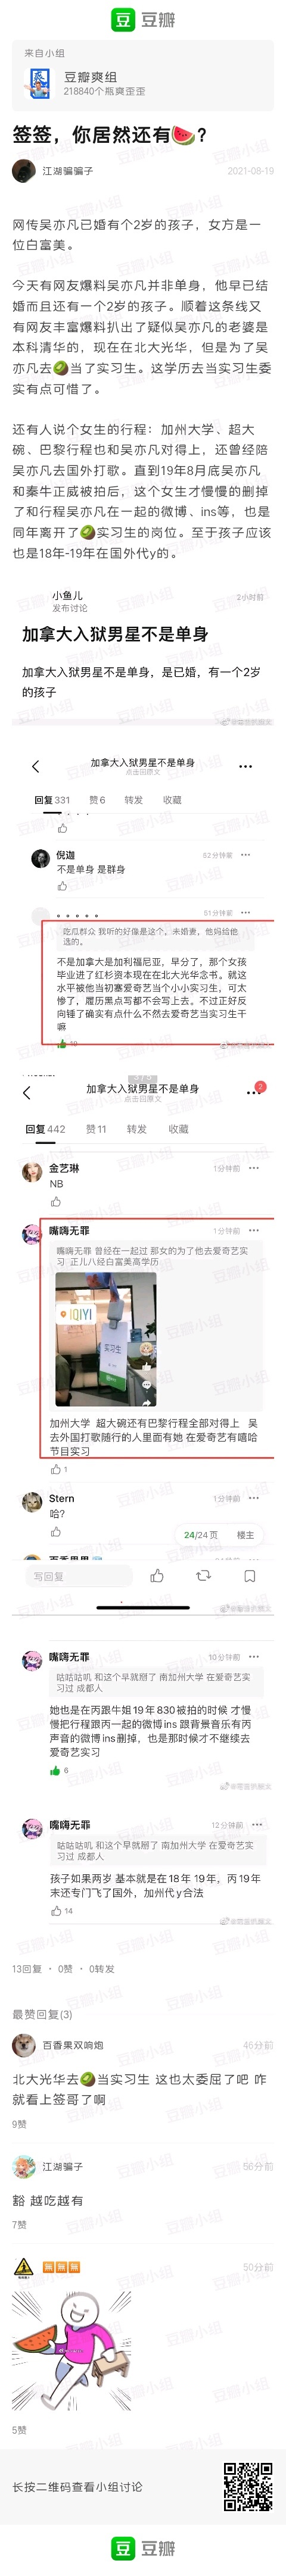 豆瓣
来自小组
豆瓣爽组
218840个瓶爽歪歪
签签，你居然还有🍉？
江湖骗骗子
2021-08-19
网传吴亦凡已婚有个2岁的孩子，女方是一
位白富美。
今天有网友爆料吴亦凡并非单身，他早已结
婚而且还有一个2岁的孩子。顺着这条线又
有网友丰富爆料扒出了疑似吴亦凡的老婆是
本科清华的，现在在北大光华，但是为了吴
亦凡去🥝当了实习生。这学历去当实习生委
实有点可惜了。
还有人说个女生的行程：加州大学、超大
碗、巴黎行程也和吴亦凡对得上，还曾经陪
吴亦凡去国外打歌。直到19年8月底吴亦凡
和秦牛正威被拍后，这个女生才慢慢的删掉
了和行程吴亦凡在一起的微博、ins等，也是
同年离开了🥝实习生的岗位。至于孩子应该
也是18年-19年在国外代y的。
小鱼儿
发布讨论
2小时前
加拿大入狱男星不是单身
加拿大入狱男星不是单身，是已婚，有一个2岁
的孩子
加拿大入狱男星不是单身
点击回原文
回复 331 赞 6 转发 收藏
倪迦
52分钟前
不是单身 是群身
。。。。。
51分钟前
吃瓜群众 我听的好像是这个，未婚妻，他妈给他
选的。
不是加拿大是加利福尼亚，早分了，那个女孩
毕业进了红杉资本现在在北大光华念书。就这
水平被他当初塞爱奇艺当个小小实习生，可太
惨了，履历黑点写都不会写上去。不过正好反
向锤了确实有点什么不然去爱奇艺当实习生干
嘛
10
加拿大入狱男星不是单身
点击回原文
2
回复 442 赞 11 转发 收藏
金艺琳
1分钟前
NB
嘴嗨无罪
1分钟前
嘴嗨无罪 曾经在一起过 那女的为了他去爱奇艺实
习 正儿八经白富美高学历
IQIYI
实习生
加州大学 超大碗还有巴黎行程全部对得上 吴
去外国打歌随行的人里面有她 在爱奇艺有嘻哈
节目实习
1
Stern
1分钟前
哈？
24/24 页 楼主
写回复
嘴嗨无罪
10分钟前
咕咕咕叽 和这个早就掰了 南加州大学 在爱奇艺实
习过 成都人
她也是在丙跟牛姐19年830被拍的时候 才慢
慢把行程跟丙一起的微博ins 跟背景音乐有丙
声音的微博ins删掉，也是那时候才不继续去
爱奇艺实习
6
嘴嗨无罪
12分钟前
咕咕咕叽 和这个早就掰了 南加州大学 在爱奇艺实
习过 成都人
孩子如果两岁 基本就是在18年 19年，丙19年
末还专门飞了国外，加州代y合法
14
13回复 · 0赞 · 0转发
最赞回复(3)
百香果双响炮
46分前
北大光华去🥝当实习生 这也太委屈了吧 咋
就看上签哥了啊
9赞
江湖骗子
56分前
豁 越吃越有
7赞
🈚🈚🈚
50分前
5赞
长按二维码查看小组讨论
豆瓣